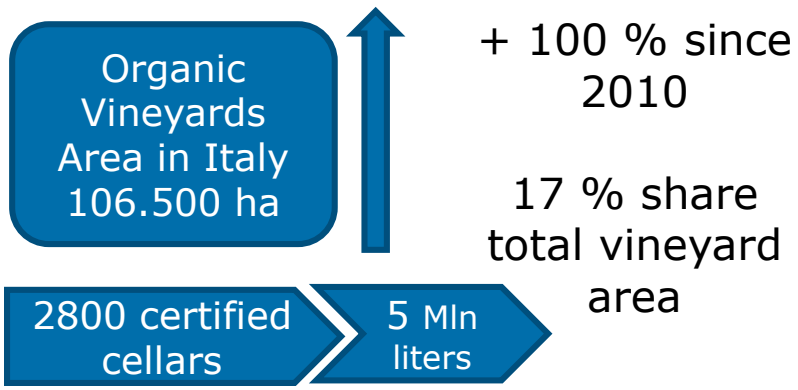 Organic
Vineyards
Area in Italy
106.500 ha
+ 100 % since
2010
17 % share
total vineyard
area
2800 certified
cellars
5 Mln
liters